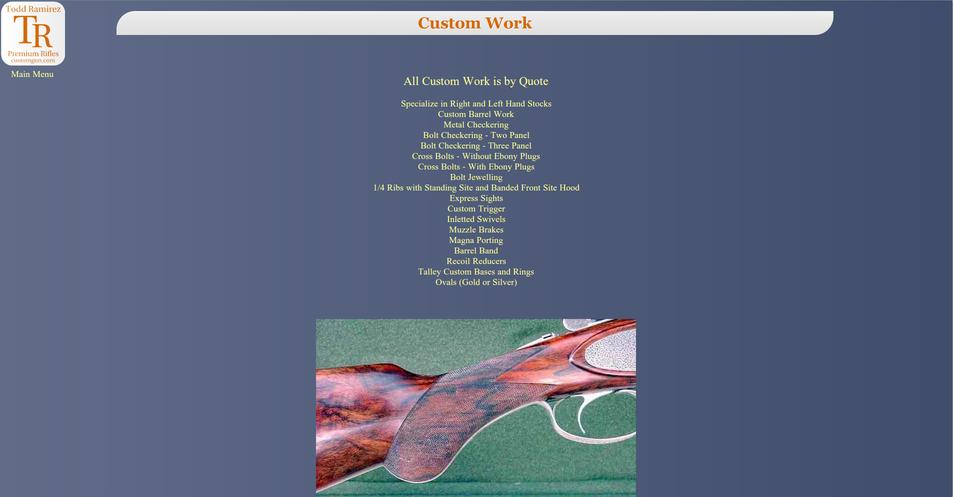 Todd Ramirez
TR
Premium Rifles
customgun.com
Main Menu
Custom Work
All Custom Work is by Quote
Specialize in Right and Left Hand Stocks
Custom Barrel Work
Metal Checkering
Bolt Checkering - Two Panel
Bolt Checkering - Three Panel
Cross Bolts - Without Ebony Plugs
Cross Bolts - With Ebony Plugs
Bolt Jewelling
1/4 Ribs with Standing Site and Banded Front Site Hood
Express Sights
Custom Trigger
Inletted Swivels
Muzzle Brakes
Magna Porting
Barrel Band
Recoil Reducers
Talley Custom Bases and Rings
Ovals (Gold or Silver)